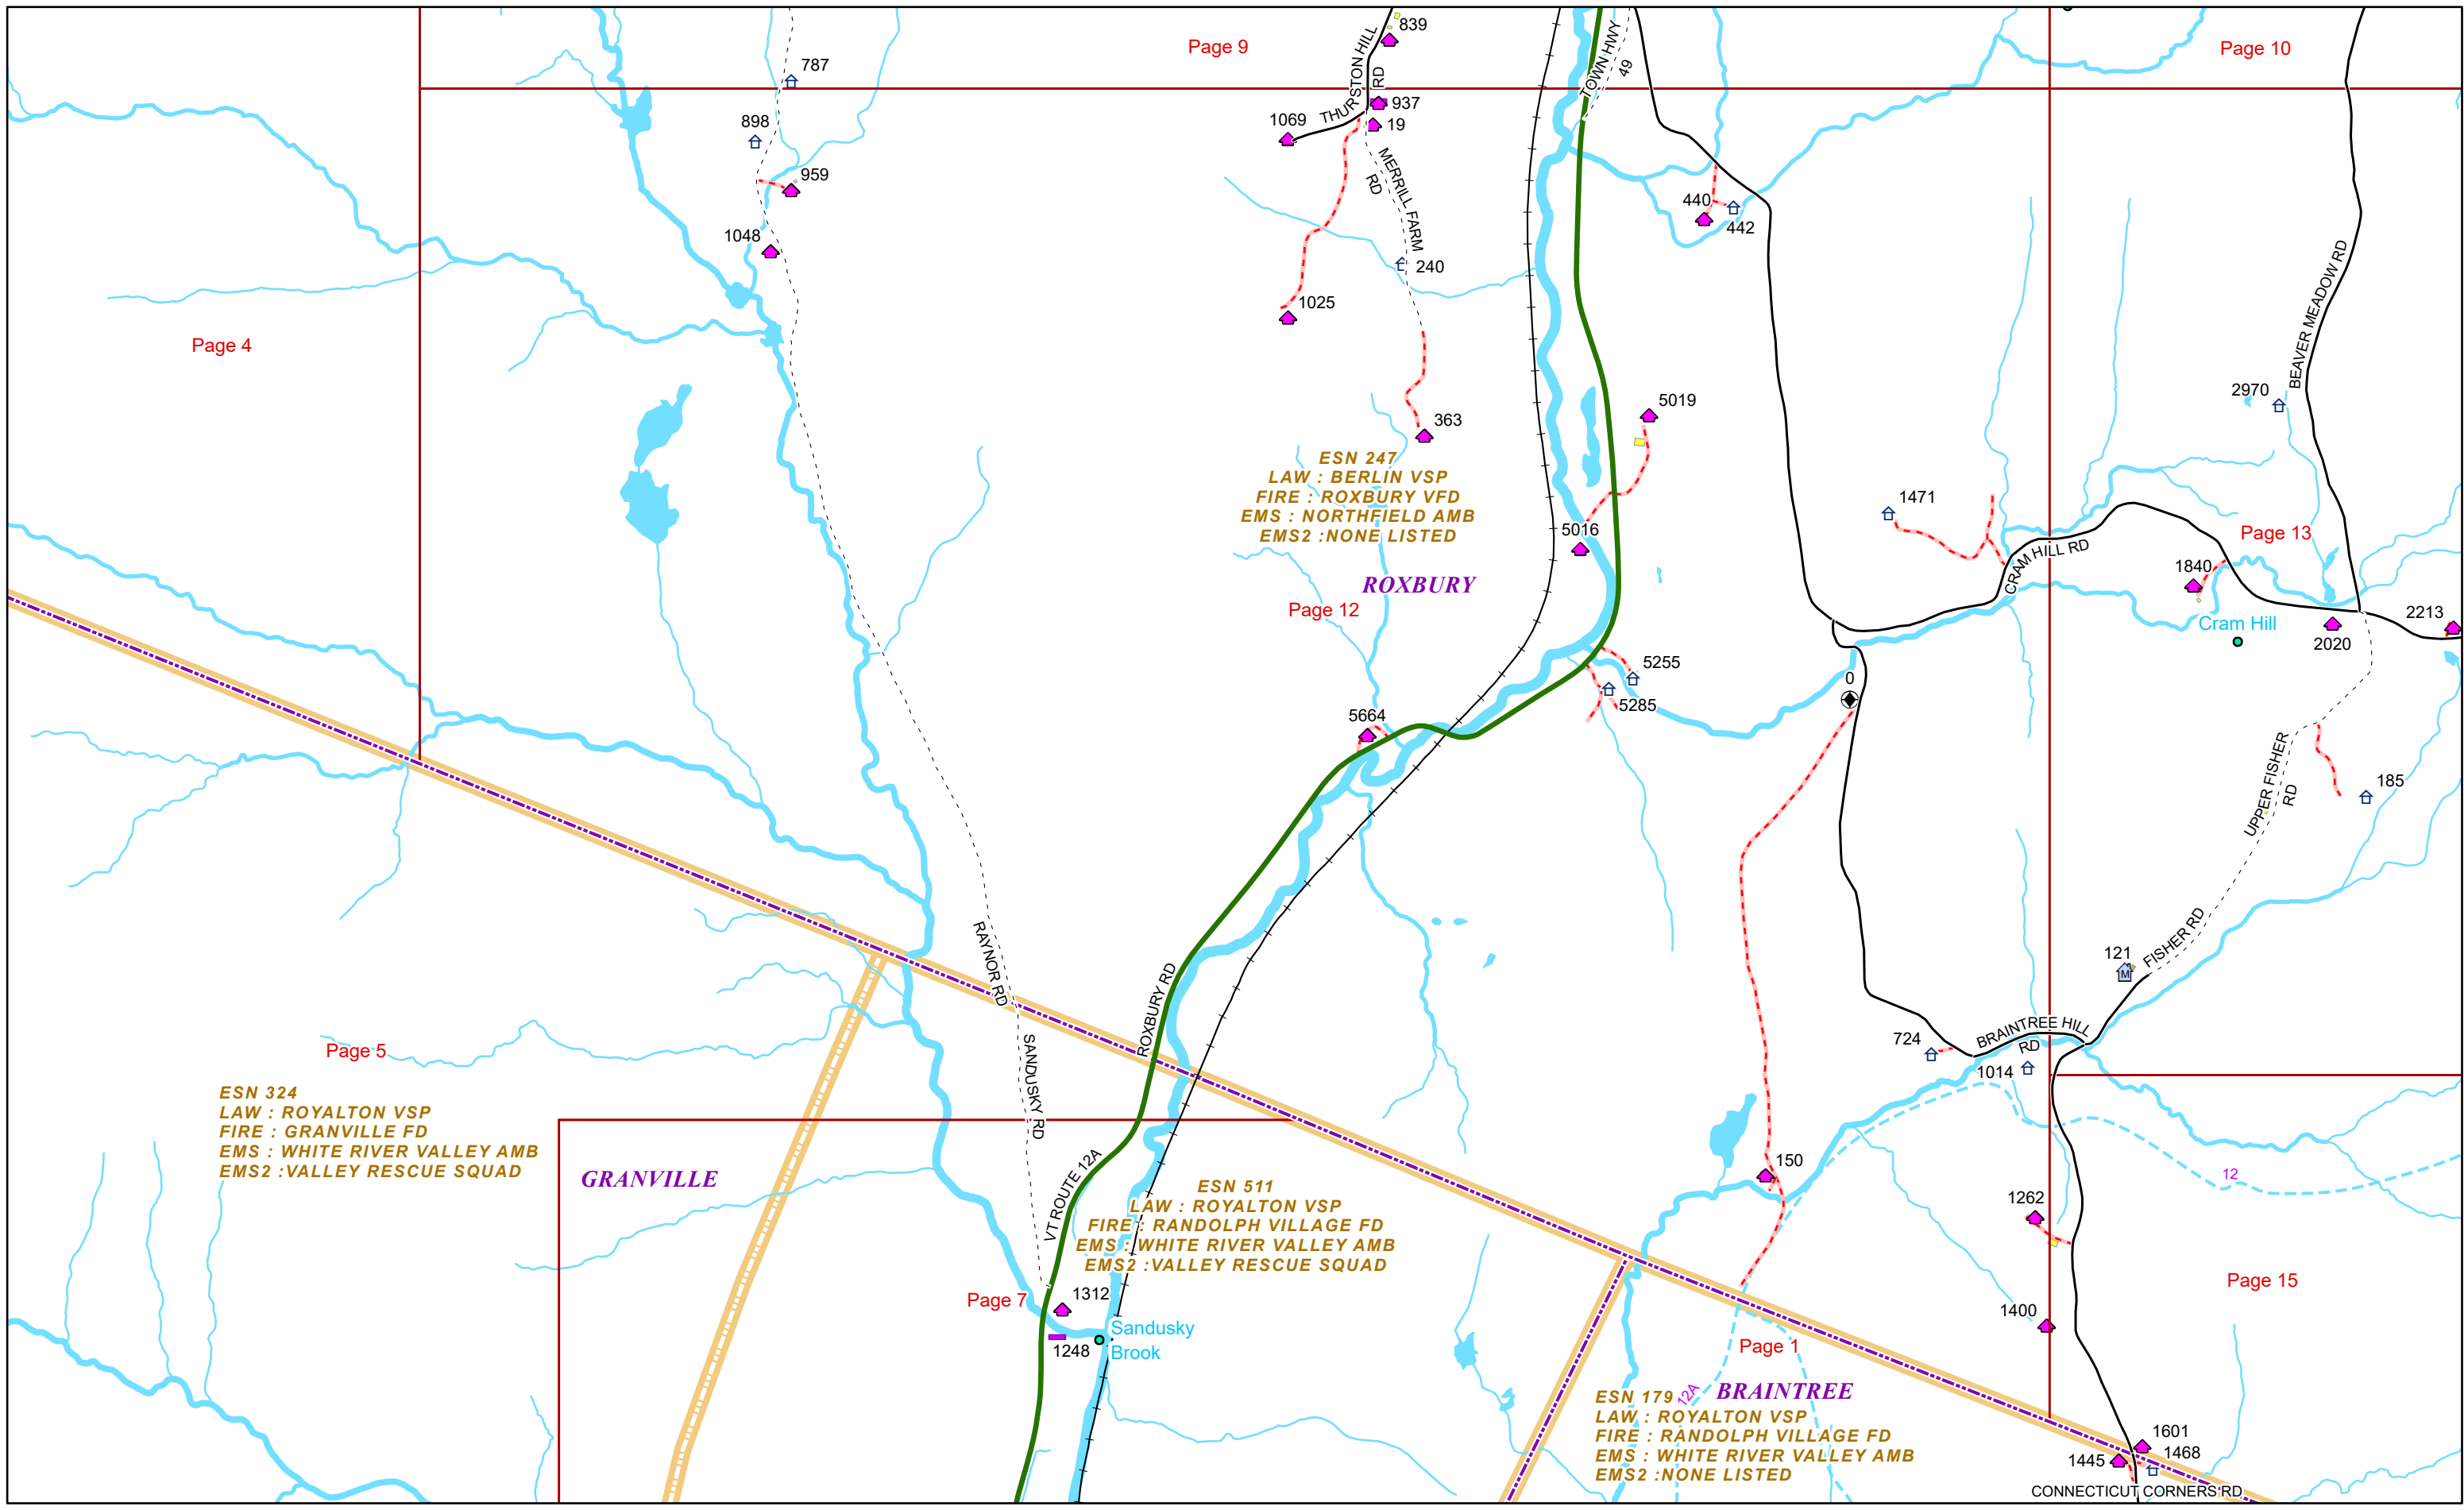 839
Page 9
Page 10
THURSTON HILL
RD
TOWN HWY
49
787
937
19
1069
898
959
MERRILL FARM
RD
440
442
1048
240
BEAVER MEADOW RD
1025
Page 4
2970
5019
363
ESN 247
LAW : BERLIN VSP
FIRE : ROXBURY VFD
EMS : NORTHFIELD AMB
EMS2 :NONE LISTED
1471
5016
Page 13
CRAM HILL RD
1840
ROXBURY
Page 12
2213
Cram Hill
2020
5255
0
5285
5664
UPPER FISHER
RD
185
RAYNOR RD
FISHER RD
121
M
ROXBURY RD
BRAINTREE HILL
RD
724
1014
Page 5
SANDUSKY RD
ESN 324
LAW : ROYALTON VSP
FIRE : GRANVILLE FD
EMS : WHITE RIVER VALLEY AMB
EMS2 :VALLEY RESCUE SQUAD
GRANVILLE
VT ROUTE 12A
150
12
ESN 511
LAW : ROYALTON VSP
FIRE : RANDOLPH VILLAGE FD
EMS : WHITE RIVER VALLEY AMB
EMS2 :VALLEY RESCUE SQUAD
1262
Page 15
Page 7
1312
1400
Sandusky
Brook
1248
Page 1
12A
BRAINTREE
ESN 179
LAW : ROYALTON VSP
FIRE : RANDOLPH VILLAGE FD
EMS : WHITE RIVER VALLEY AMB
EMS2 :NONE LISTED
1601
1468
1445
CONNECTICUT CORNERS RD